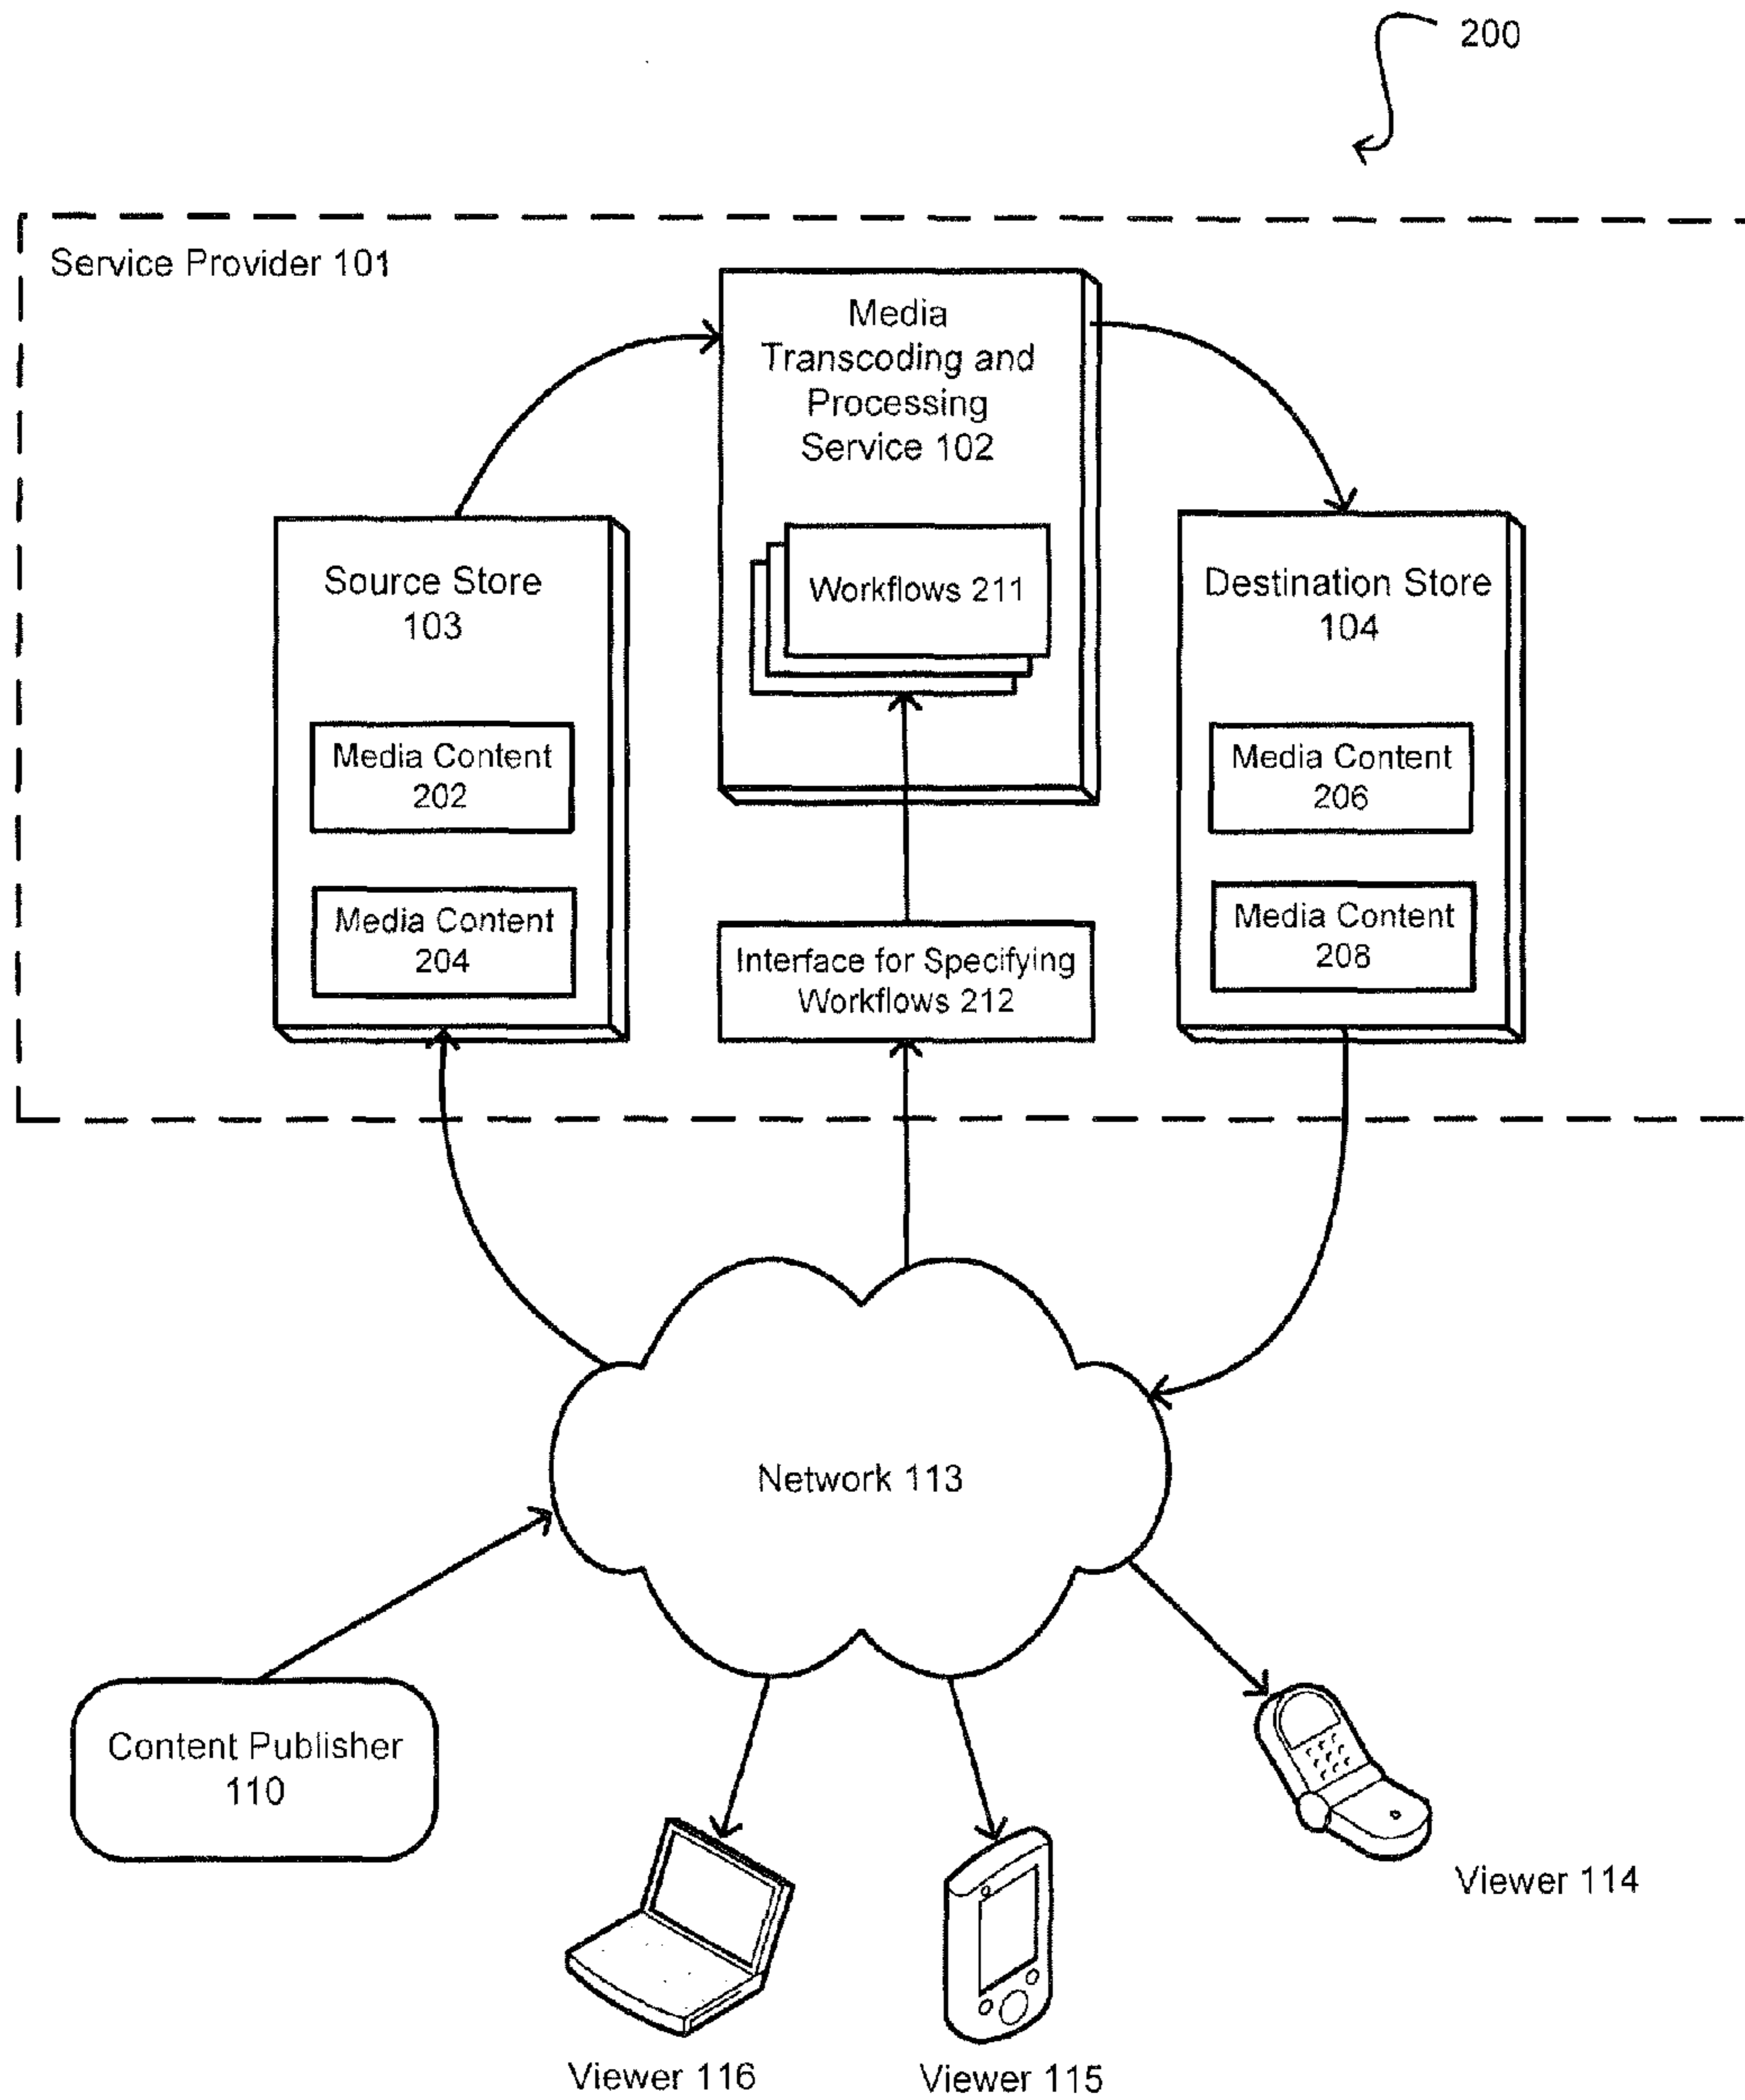 200
Service Provider 101
Media
Transcoding and
Processing
Service 102
Workflows 211
Source Store
103
Media Content
202
Media Content
204
Interface for Specifying
Workflows 212
Destination Store
104
Media Content
206
Media Content
208
Network 113
Content Publisher
110
Viewer 116
Viewer 115
Viewer 114